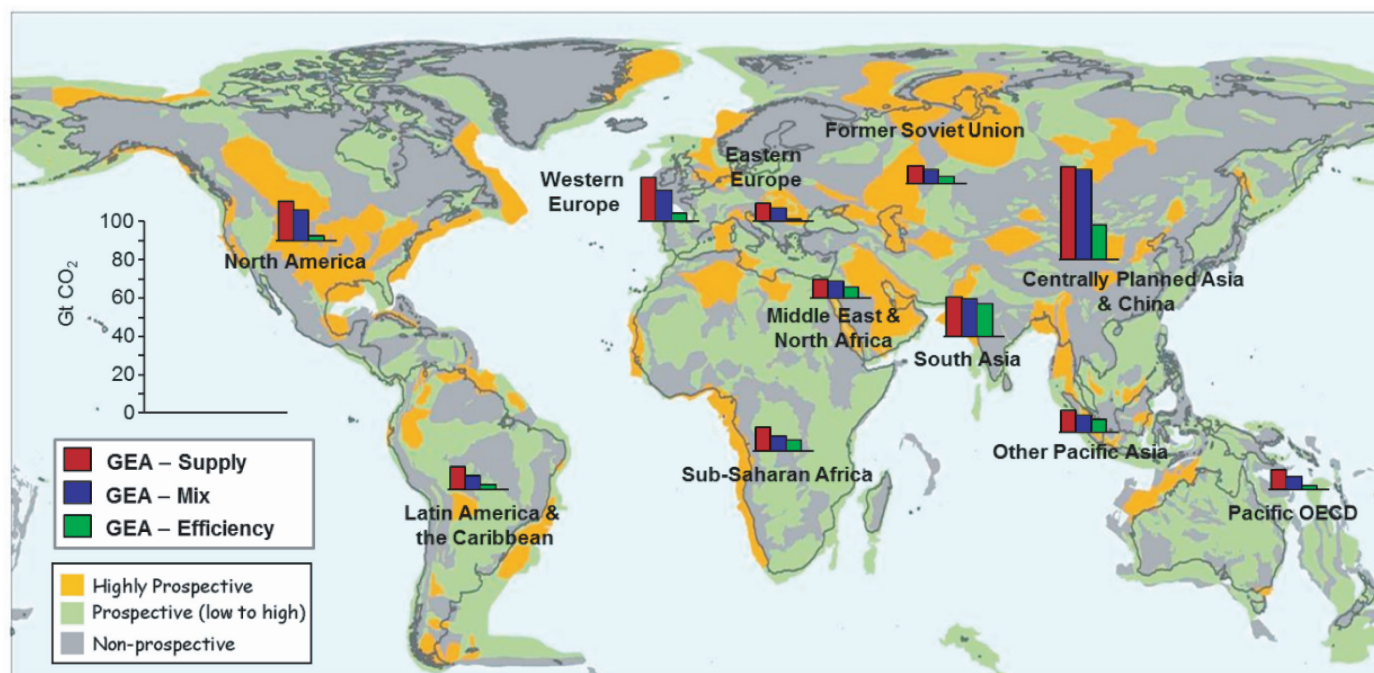 Former Soviet Union
Eastern
Europe
Western
Europe
100
80
60
40
20
0
Gt CO₂
North America
Centrally Planned Asia
& China
Middle East &
North Africa
South Asia
Other Pacific Asia
Sub-Saharan Africa
Pacific OECD
Latin America &
the Caribbean
GEA – Supply
GEA – Mix
GEA – Efficiency
Highly Prospective
Prospective (low to high)
Non-prospective